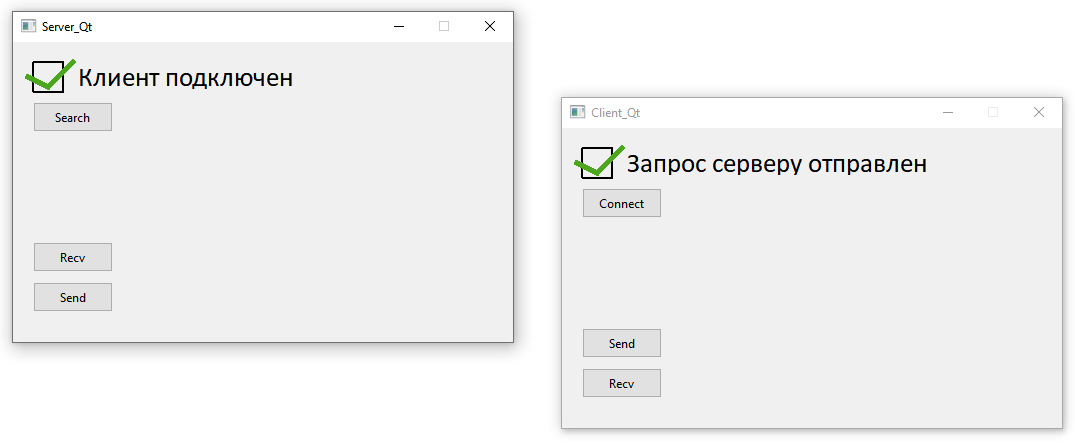 Server_Qt
Клиент подключен
Search
Recv
Send
Client_Qt
Запрос серверу отправлен
Connect
Send
Recv